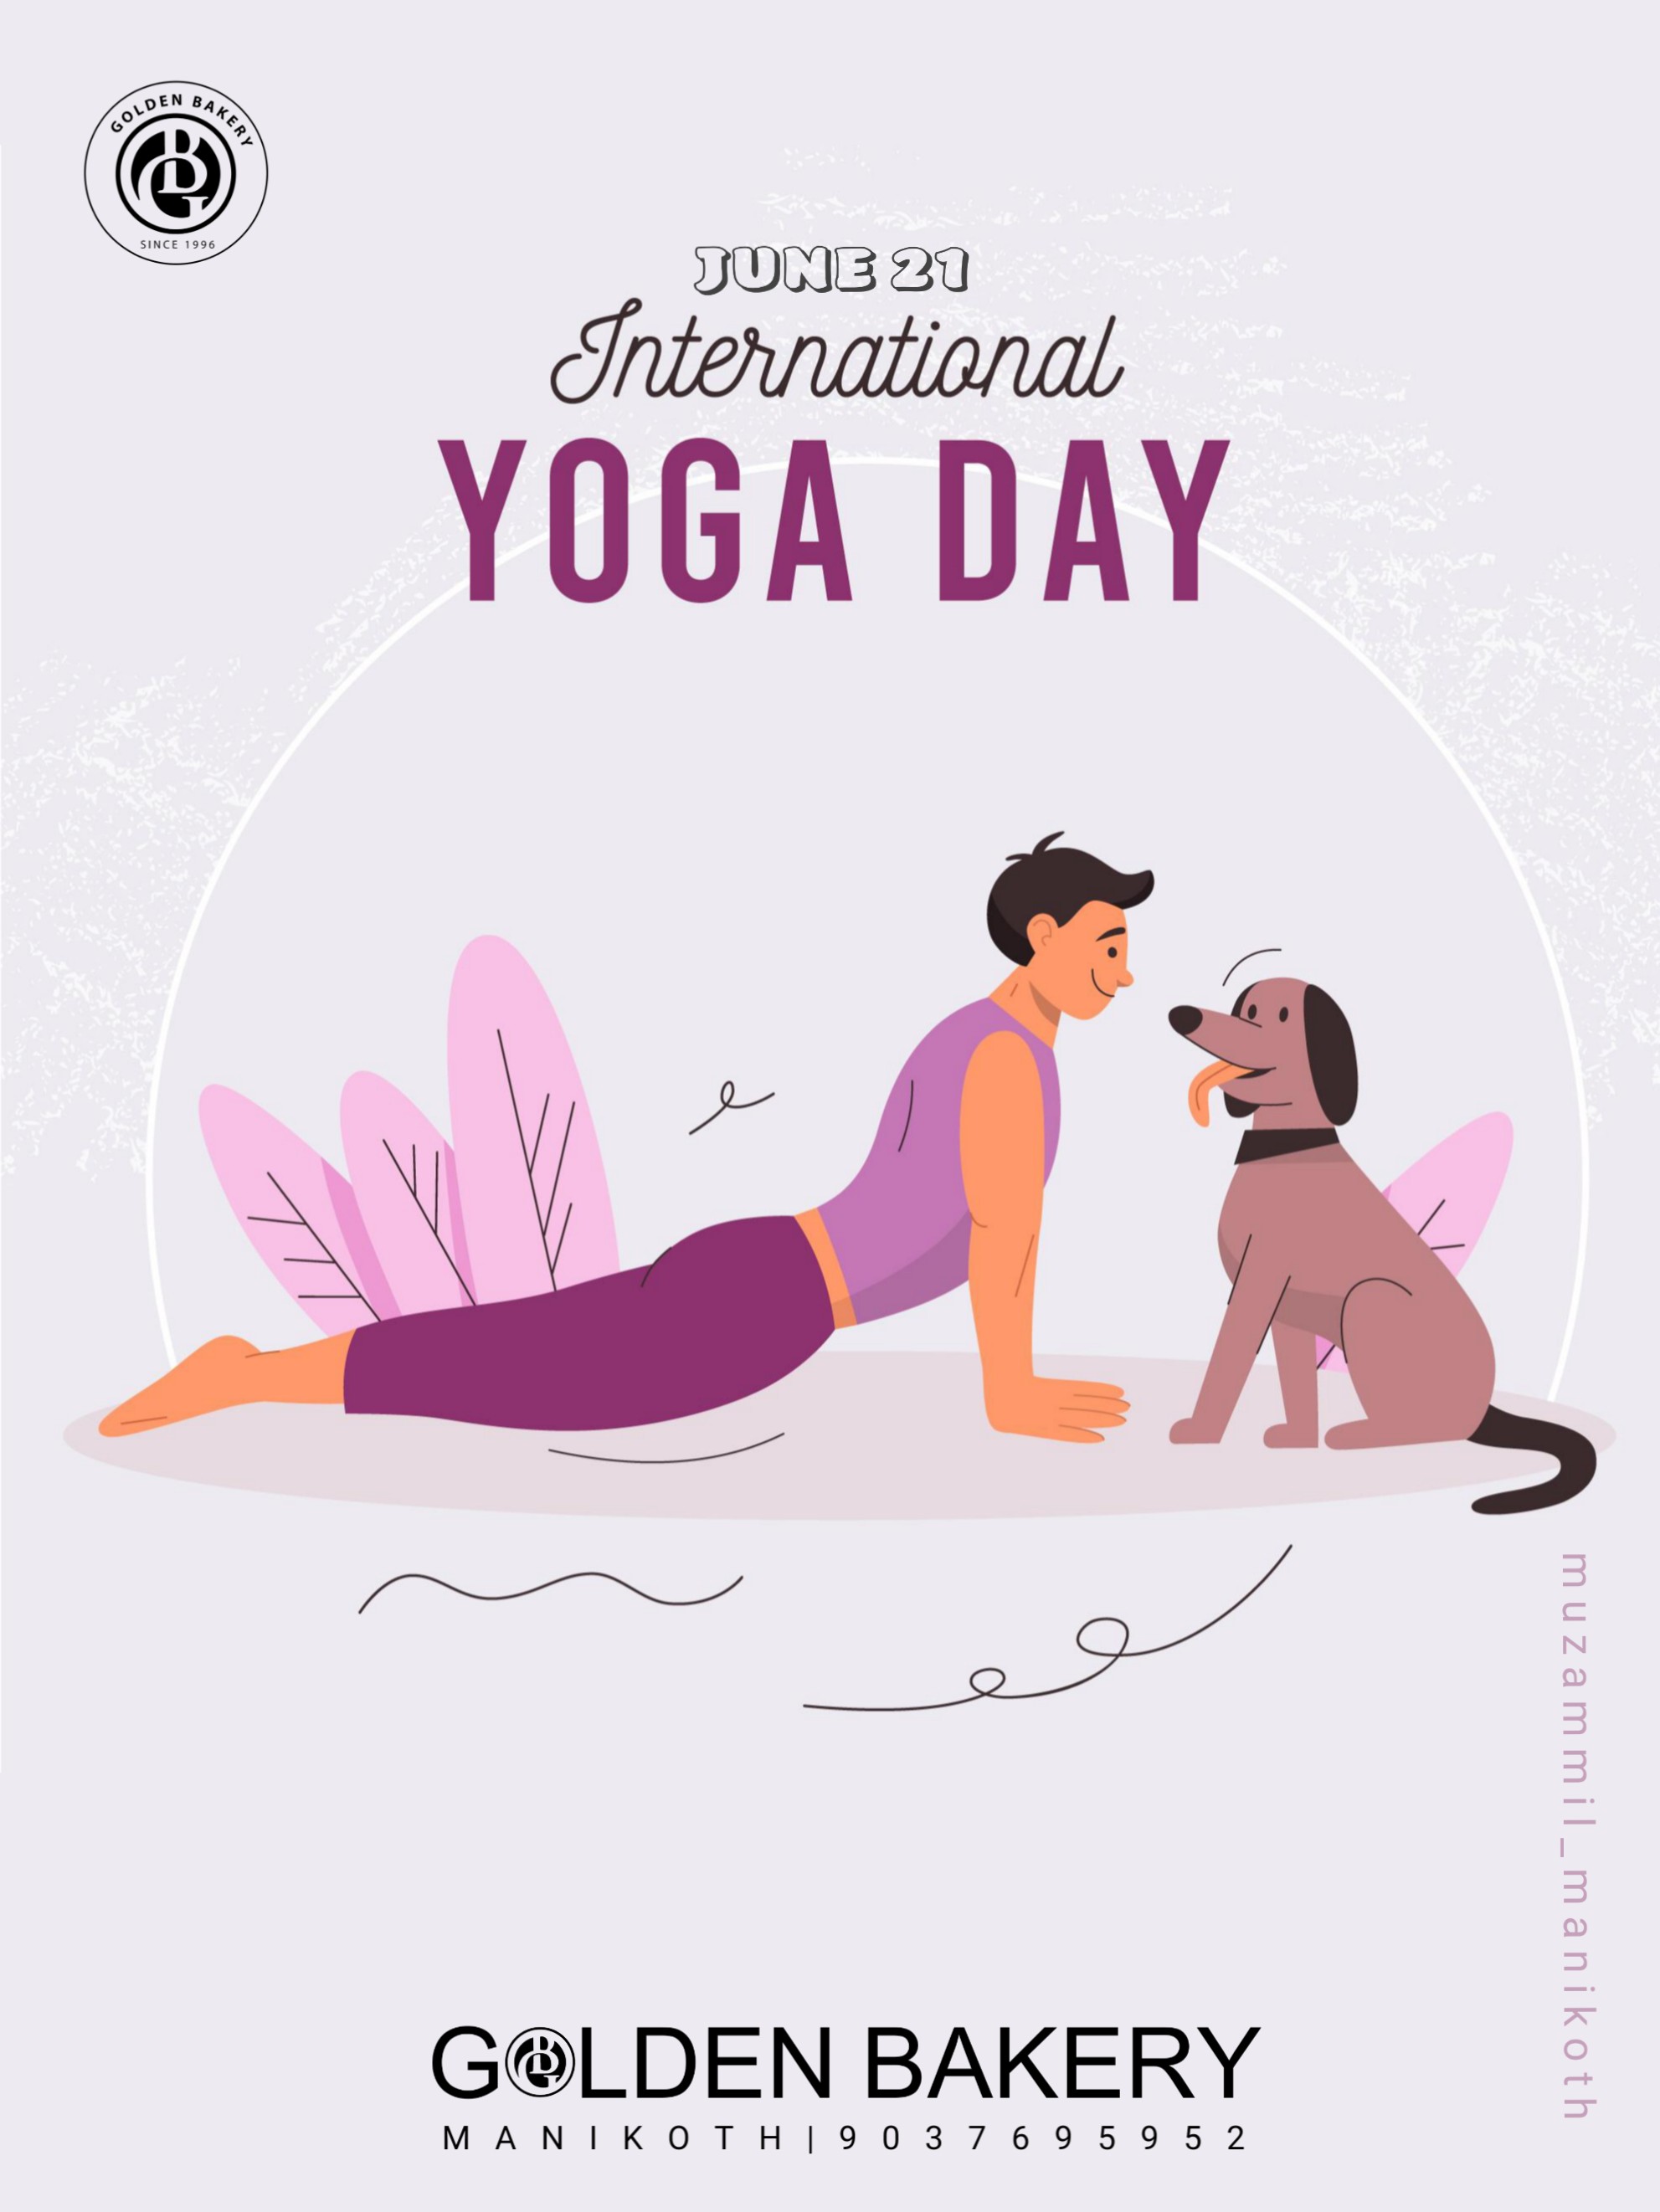 GOLDEN BAKERY
SINCE 1996
JUNE 21
International
YOGA DAY
muzammil_manikoth
GOLDEN BAKERY
MANIKOTH|9037695952